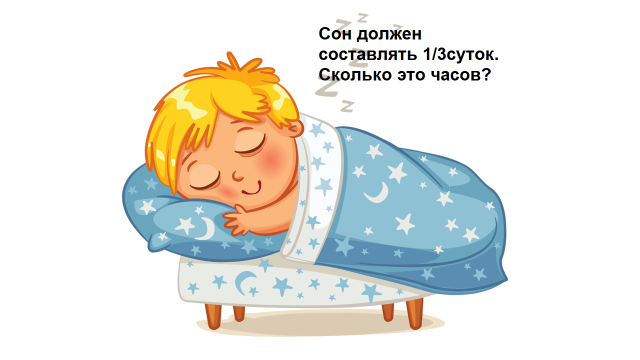 Сон должен
составлять 1/3суток.
Сколько это часов?
z
z
z
z
z